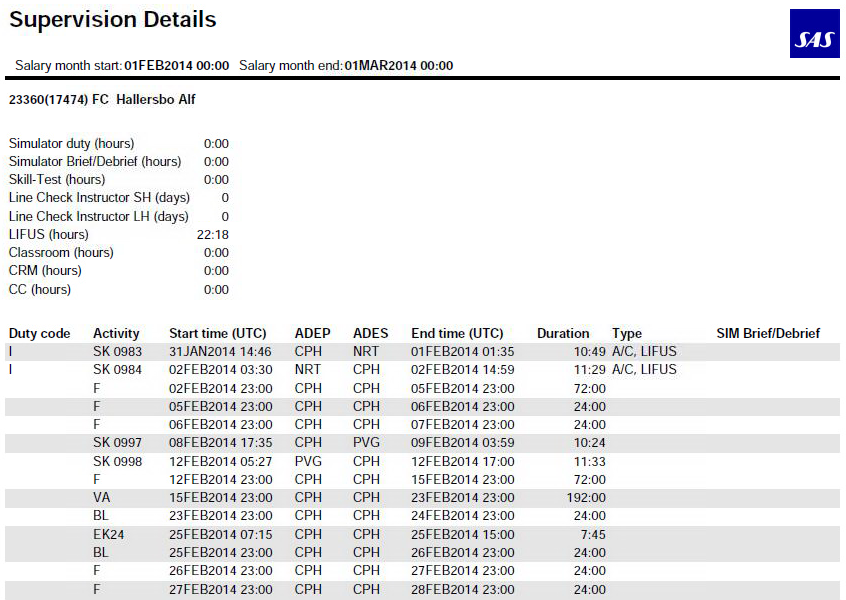 Supervision Details
SAS
Salary month start: 01FEB2014 00:00 Salary month end: 01MAR2014 00:00
23360(17474) FC Hallersbo Alf
Simulator duty (hours) 0:00
Simulator Brief/Debrief (hours) 0:00
Skill-Test (hours) 0:00
Line Check Instructor SH (days) 0
Line Check Instructor LH (days) 0
LIFUS (hours) 22:18
Classroom (hours) 0:00
CRM (hours) 0:00
CC (hours) 0:00
Duty code Activity Start time (UTC) ADEP ADES End time (UTC) Duration Type SIM Brief/Debrief
I SK 0983 31JAN2014 14:46 CPH NRT 01FEB2014 01:35 10:49 A/C, LIFUS
I SK 0984 02FEB2014 03:30 NRT CPH 02FEB2014 14:59 11:29 A/C, LIFUS
F 02FEB2014 23:00 CPH CPH 05FEB2014 23:00 72:00
F 05FEB2014 23:00 CPH CPH 06FEB2014 23:00 24:00
F 06FEB2014 23:00 CPH CPH 07FEB2014 23:00 24:00
SK 0997 08FEB2014 17:35 CPH PVG 09FEB2014 03:59 10:24
SK 0998 12FEB2014 05:27 PVG CPH 12FEB2014 17:00 11:33
F 12FEB2014 23:00 CPH CPH 15FEB2014 23:00 72:00
VA 15FEB2014 23:00 CPH CPH 23FEB2014 23:00 192:00
BL 23FEB2014 23:00 CPH CPH 24FEB2014 23:00 24:00
EK24 25FEB2014 07:15 CPH CPH 25FEB2014 15:00 7:45
BL 25FEB2014 23:00 CPH CPH 26FEB2014 23:00 24:00
F 26FEB2014 23:00 CPH CPH 27FEB2014 23:00 24:00
F 27FEB2014 23:00 CPH CPH 28FEB2014 23:00 24:00